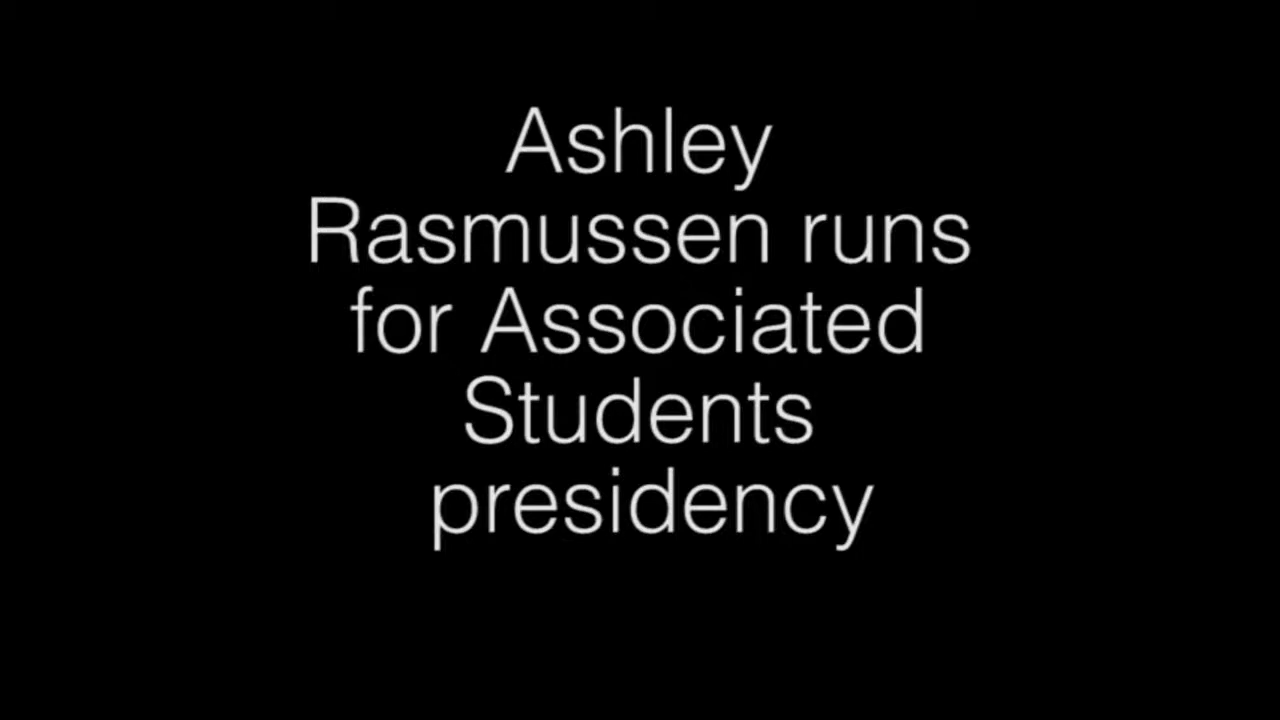 Ashley
Rasmussen runs
for Associated
Students
presidency